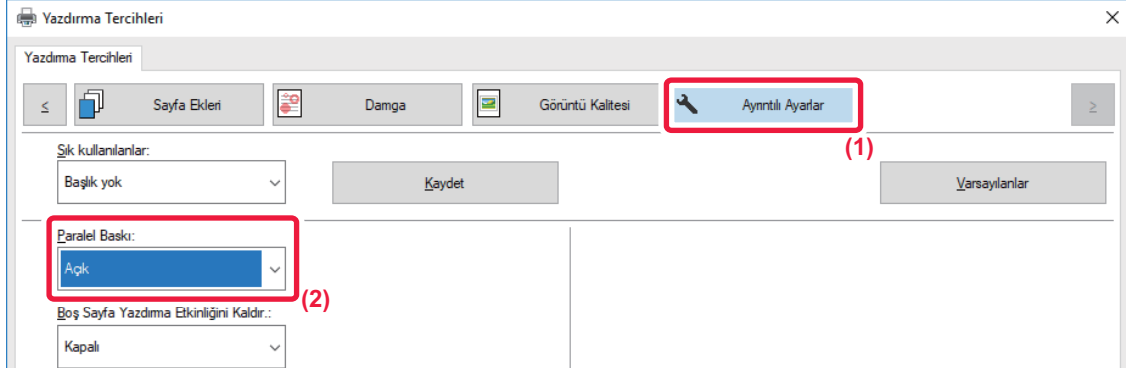 Yazdırma Tercihleri
Yazdırma Tercihleri
<
Sayfa Ekleri
Damga
Görüntü Kalitesi
Ayrıntılı Ayarlar
>
(1)
Sık kullanılanlar:
Başlık yok
Kaydet
Varsayılanlar
Paralel Baskı:
Açık
(2)
Boş Sayfa Yazdırma Etkinliğini Kaldır.:
Kapalı